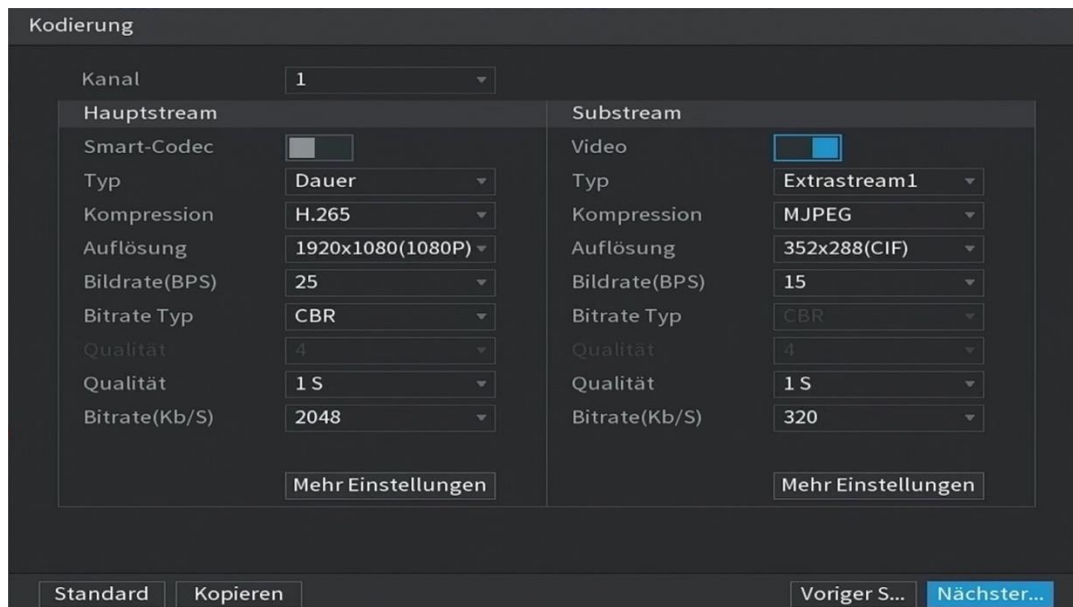 Kodierung
Kanal 1
Hauptstream Substream
Smart-Codec Video
Typ Dauer Typ Extrastream1
Kompression H.265 Kompression MJPEG
Auflösung 1920x1080(1080P) Auflösung 352x288(CIF)
Bildrate(BPS) 25 Bildrate(BPS) 15
Bitrate Typ CBR Bitrate Typ CBR
Qualität 4 Qualität 4
Qualität 1 S Qualität 1 S
Bitrate(Kb/S) 2048 Bitrate(Kb/S) 320
Mehr Einstellungen Mehr Einstellungen
Standard Kopieren Voriger S... Nächster...